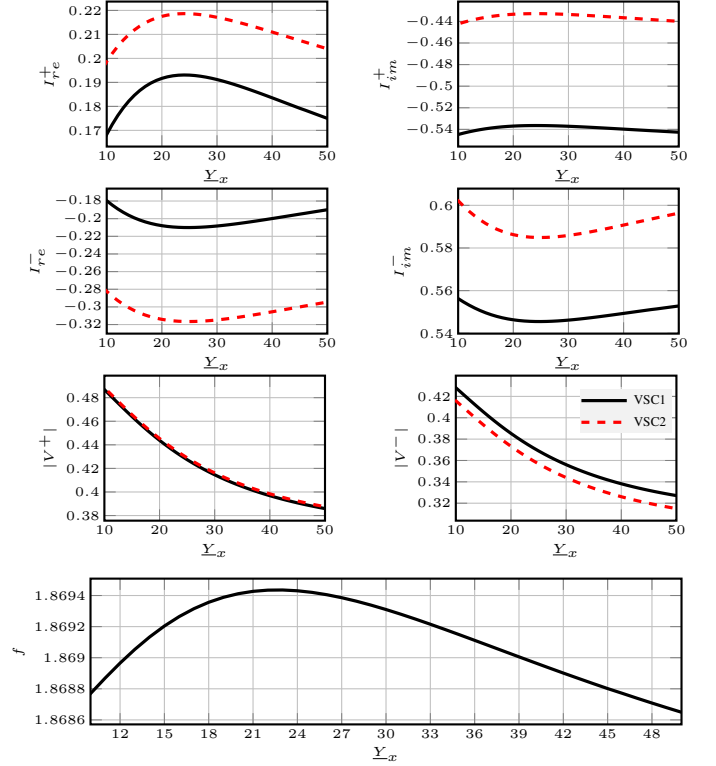 0.22
0.2
0.19
0.18
0.17
10 20 30 40 50
I_{re}^{+}
Y_x
−0.44
−0.46
−0.48
−0.5
−0.52
−0.53
−0.54
10 20 30 40 50
I_{im}^{+}
Y_x
−0.18
−0.2
−0.23
−0.25
−0.28
−0.3
−0.32
10 20 30 40 50
I_{re}^{−}
Y_x
0.6
0.58
0.56
0.54
10 20 30 40 50
I_{im}^{−}
Y_x
0.48
0.46
0.44
0.42
0.4
0.38
10 20 30 40 50
|V^{+}|
Y_x
0.42
0.4
0.38
0.36
0.34
0.32
10 20 30 40 50
|V^{−}|
Y_x
VSC1
VSC2
1.8694
1.8692
1.869
1.8688
1.8686
12 15 18 21 24 27 30 33 36 39 42 45 48
f
Y_x